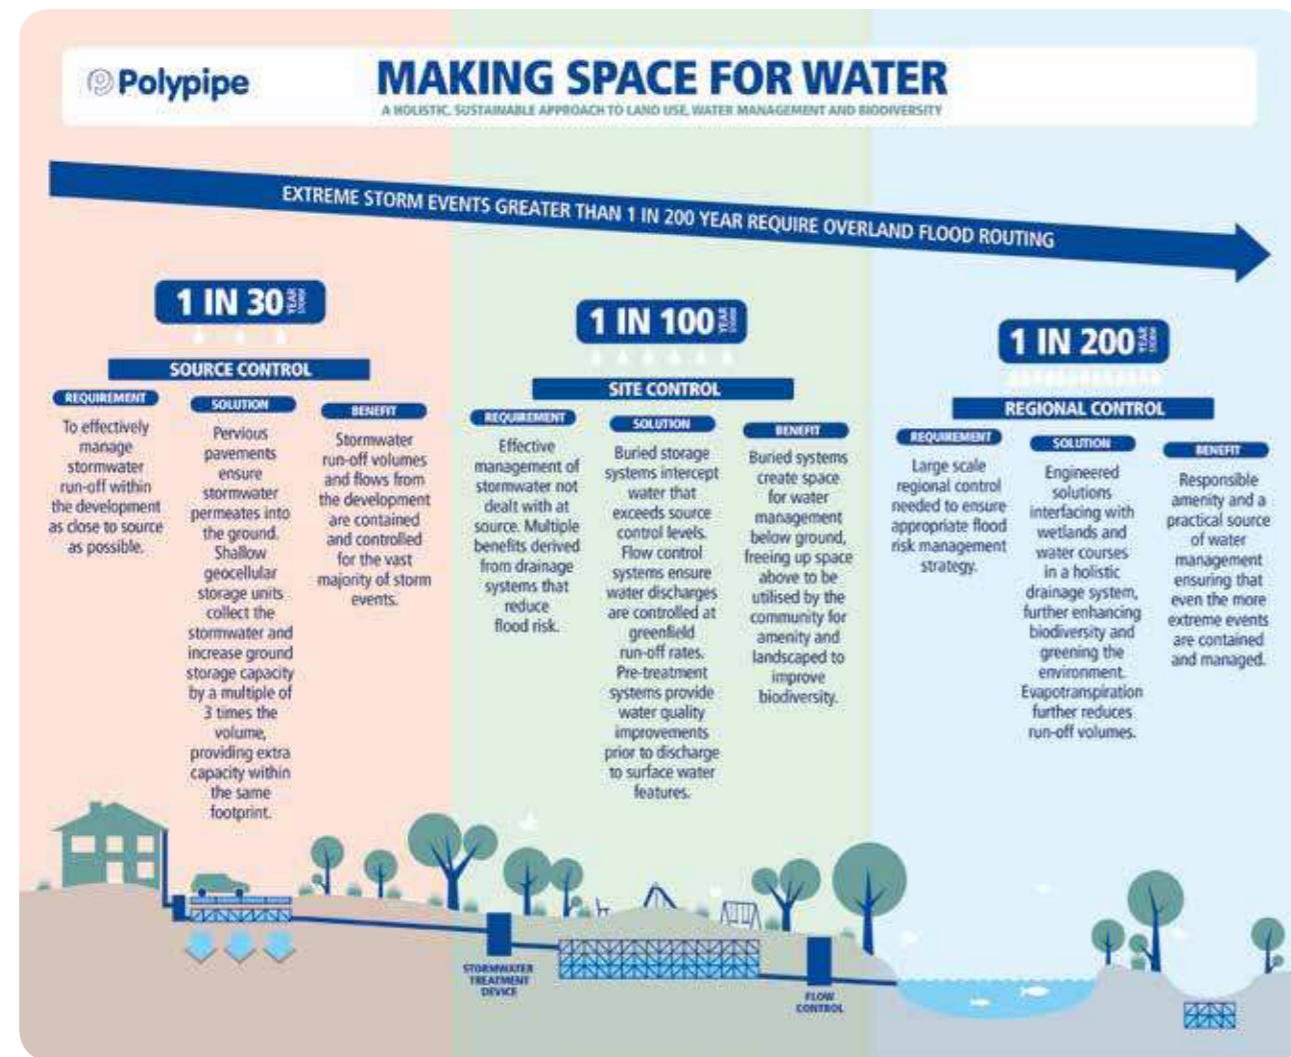 Polypipe
MAKING SPACE FOR WATER
A HOLISTIC, SUSTAINABLE APPROACH TO LAND USE, WATER MANAGEMENT AND BIODIVERSITY
EXTREME STORM EVENTS GREATER THAN 1 IN 200 YEAR REQUIRE OVERLAND FLOOD ROUTING
1 IN 30 YEAR STORM
SOURCE CONTROL
REQUIREMENT
To effectively
manage
stormwater
run-off within
the development
as close to source
as possible.
SOLUTION
Pervious
pavements
ensure
stormwater
permeates into
the ground.
Shallow
geocellular
storage units
collect the
stormwater and
increase ground
storage capacity
by a multiple of
3 times the
volume,
providing extra
capacity within
the same
footprint.
BENEFIT
Stormwater
run-off volumes
and flows from
the development
are contained
and controlled
for the vast
majority of storm
events.
1 IN 100 YEAR STORM
SITE CONTROL
REQUIREMENT
Effective
management of
stormwater not
dealt with at
source. Multiple
benefits derived
from drainage
systems that
reduce
flood risk.
SOLUTION
Buried storage
systems intercept
water that
exceeds source
control levels.
Flow control
systems ensure
water discharges
are controlled at
greenfield
run-off rates.
Pre-treatment
systems provide
water quality
improvements
prior to discharge
to surface water
features.
BENEFIT
Buried systems
create space
for water
management
below ground,
freeing up space
above to be
utilised by the
community for
amenity and
landscaped to
improve
biodiversity.
1 IN 200 YEAR STORM
REGIONAL CONTROL
REQUIREMENT
Large scale
regional control
needed to ensure
appropriate flood
risk management
strategy.
SOLUTION
Engineered
solutions
interfacing with
wetlands and
water courses
in a holistic
drainage system,
further enhancing
biodiversity and
greening the
environment.
Evapotranspiration
further reduces
run-off volumes.
BENEFIT
Responsible
amenity and a
practical source
of water
management
ensuring that
even the more
extreme events
are contained
and managed.
STORMWATER
TREATMENT
DEVICE
FLOW
CONTROL